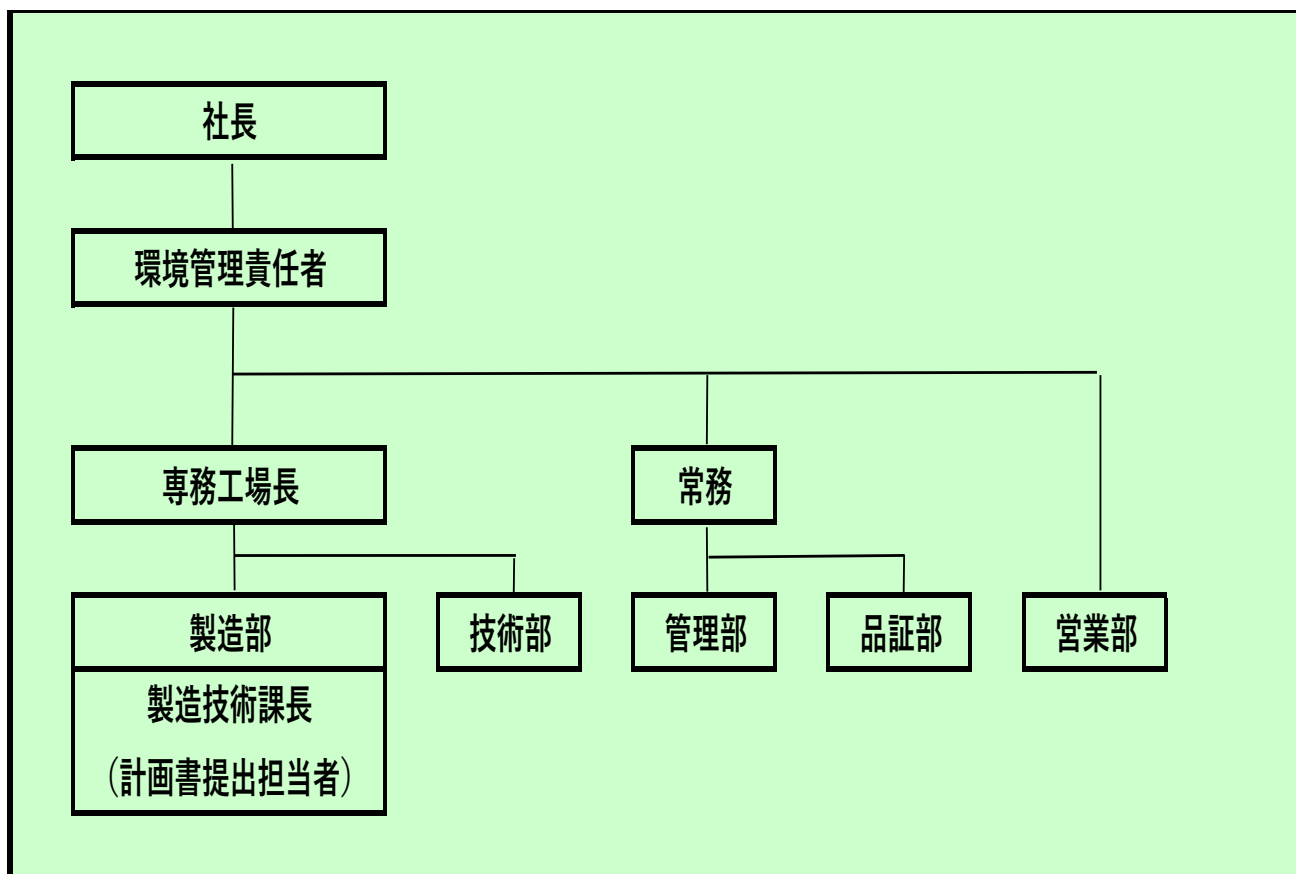 社長
環境管理責任者
専務工場長
常務
製造部
技術部
管理部
品証部
営業部
製造技術課長
（計画書提出担当者）